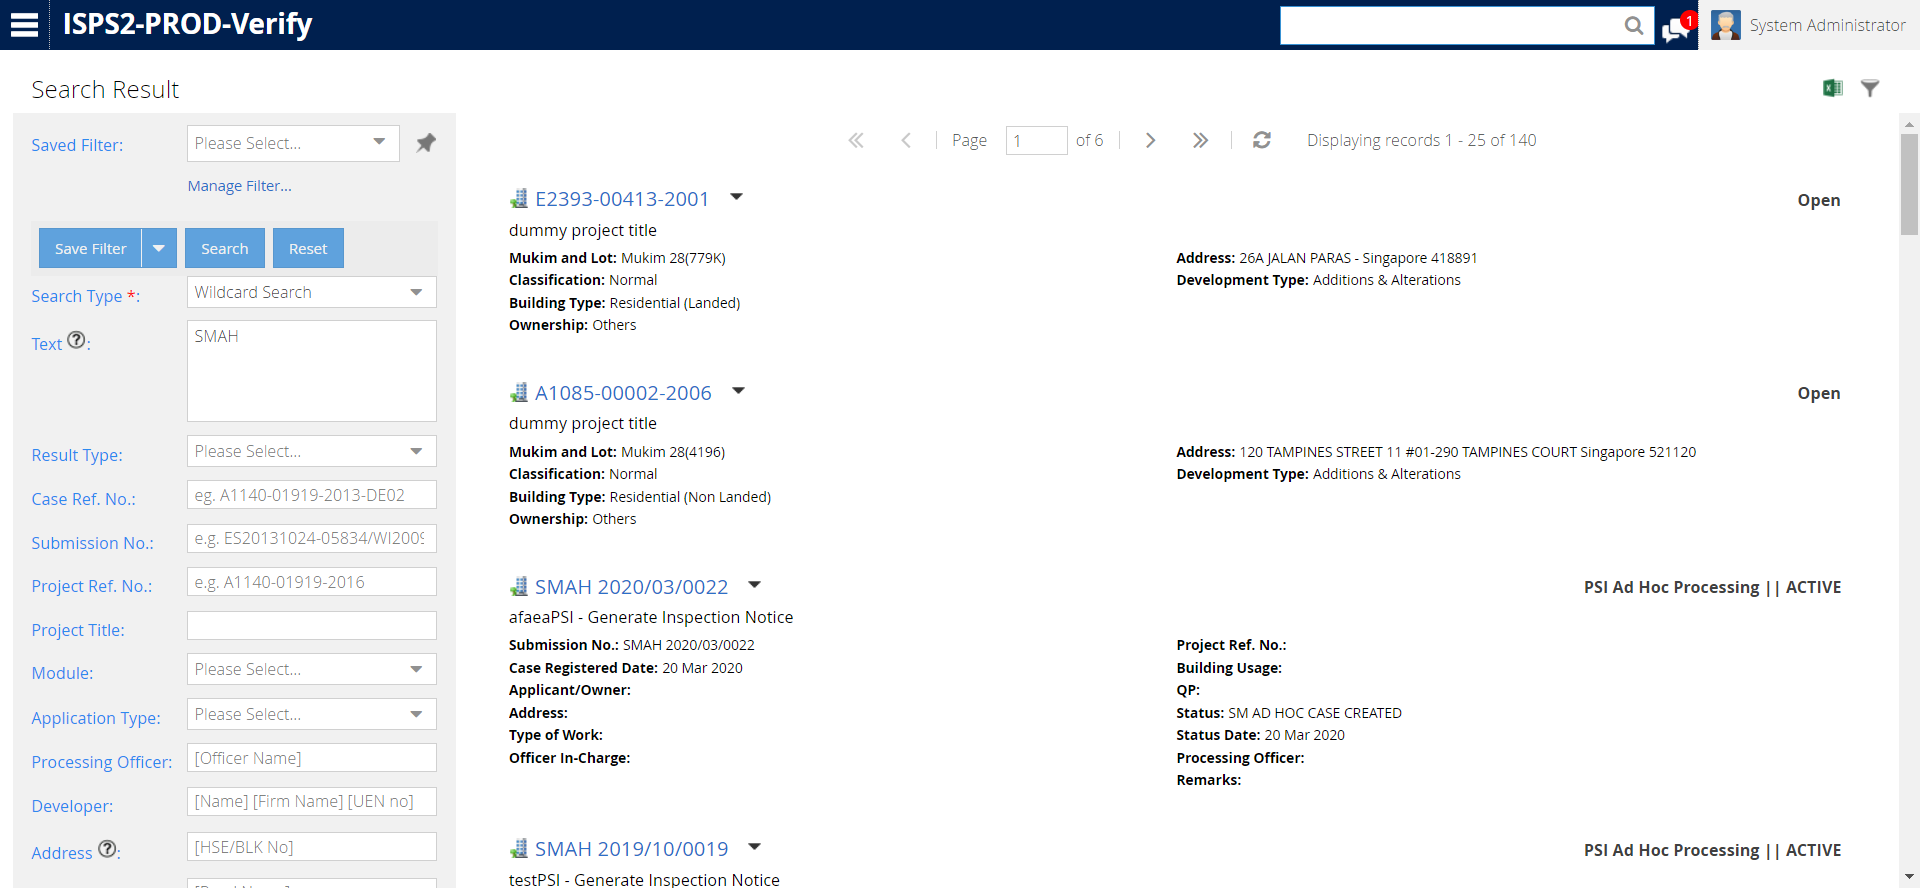 ISPS2-PROD-Verify
1
System Administrator
Search Result
Saved Filter:
Please Select...
Manage Filter...
Save Filter
Search
Reset
Search Type *:
Wildcard Search
Text ?:
SMAH
Result Type:
Please Select...
Case Ref. No.:
eg. A1140-01919-2013-DE02
Submission No.:
e.g. ES20131024-05834/WI2009
Project Ref. No.:
e.g. A1140-01919-2016
Project Title:
Module:
Please Select...
Application Type:
Please Select...
Processing Officer:
[Officer Name]
Developer:
[Name] [Firm Name] [UEN no]
Address ?:
[HSE/BLK No]
Page 1 of 6
Displaying records 1 - 25 of 140
E2393-00413-2001
Open
dummy project title
Mukim and Lot: Mukim 28(779K)
Address: 26A JALAN PARAS - Singapore 418891
Classification: Normal
Development Type: Additions & Alterations
Building Type: Residential (Landed)
Ownership: Others
A1085-00002-2006
Open
dummy project title
Mukim and Lot: Mukim 28(4196)
Address: 120 TAMPINES STREET 11 #01-290 TAMPINES COURT Singapore 521120
Classification: Normal
Development Type: Additions & Alterations
Building Type: Residential (Non Landed)
Ownership: Others
SMAH 2020/03/0022
PSI Ad Hoc Processing || ACTIVE
afaeaPSI - Generate Inspection Notice
Submission No.: SMAH 2020/03/0022
Project Ref. No.:
Case Registered Date: 20 Mar 2020
Building Usage:
Applicant/Owner:
QP:
Address:
Status: SM AD HOC CASE CREATED
Type of Work:
Status Date: 20 Mar 2020
Officer In-Charge:
Processing Officer:
Remarks:
SMAH 2019/10/0019
PSI Ad Hoc Processing || ACTIVE
testPSI - Generate Inspection Notice